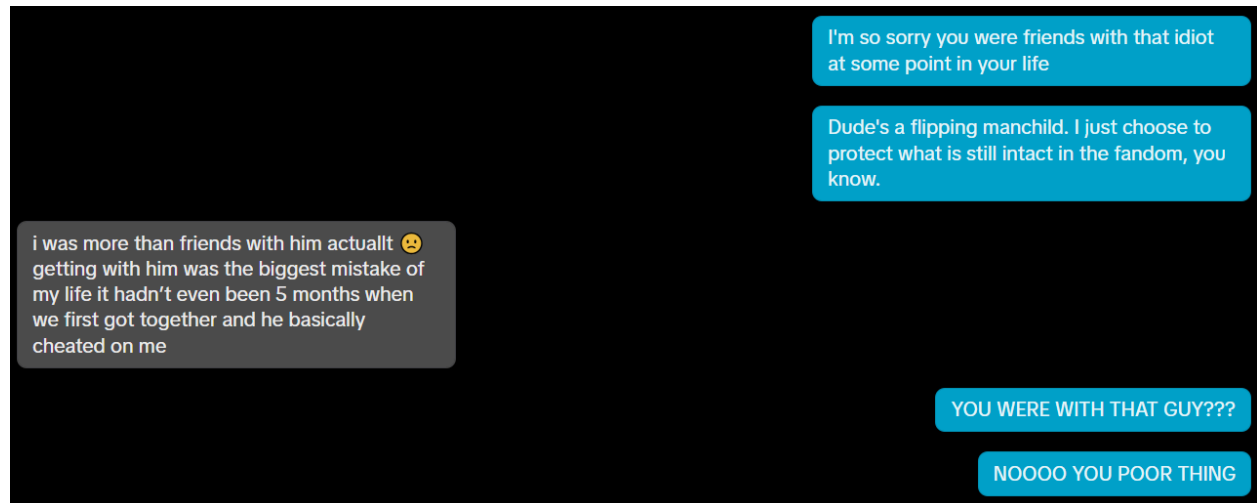 I'm so sorry you were friends with that idiot
at some point in your life
Dude's a flipping manchild. I just choose to
protect what is still intact in the fandom, you
know.
i was more than friends with him actuallt 🙁
getting with him was the biggest mistake of
my life it hadn’t even been 5 months when
we first got together and he basically
cheated on me
YOU WERE WITH THAT GUY???
NOOOO YOU POOR THING